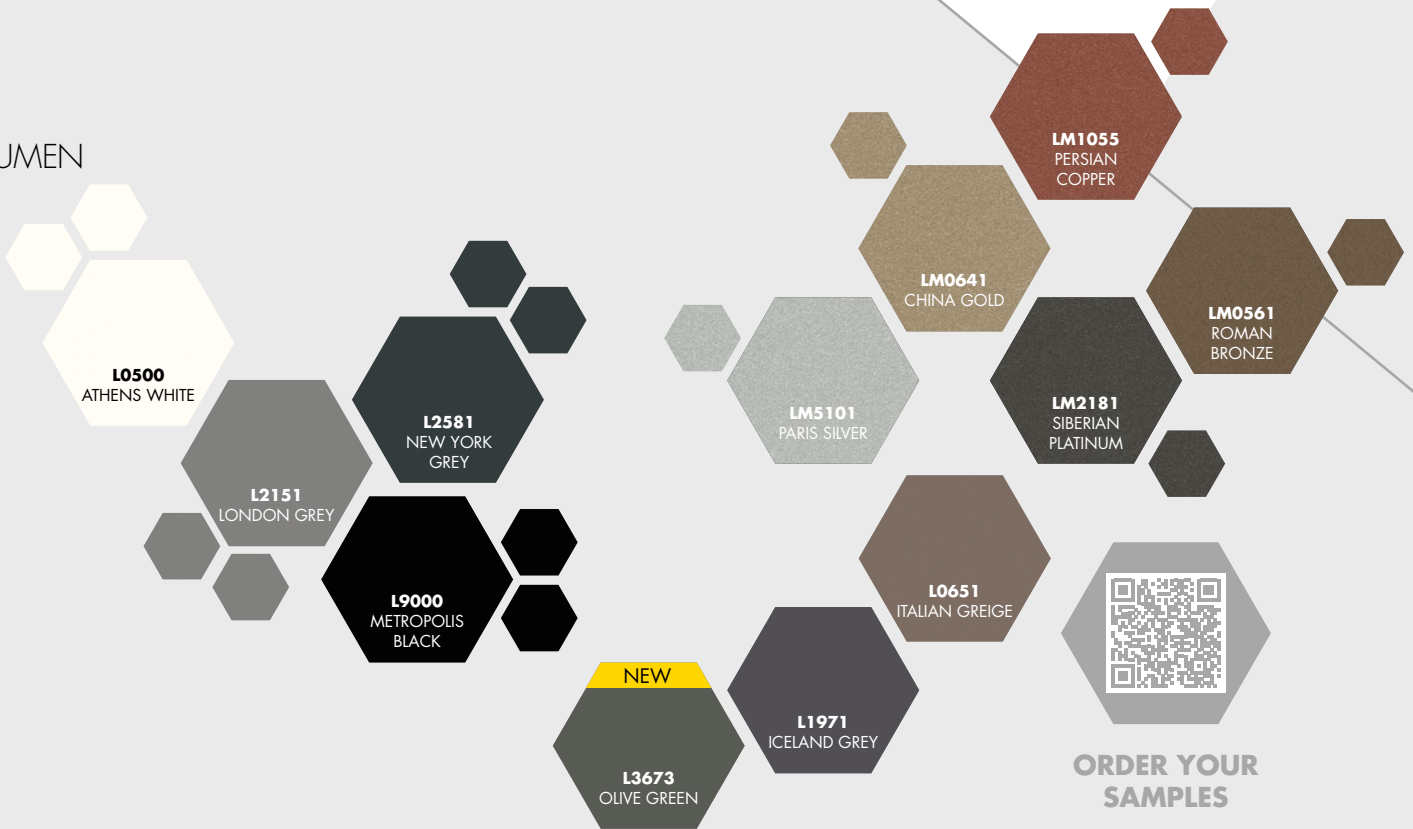 UMEN
L0500
ATHENS WHITE
L2151
LONDON GREY
L2581
NEW YORK
GREY
L9000
METROPOLIS
BLACK
LM1055
PERSIAN
COPPER
LM0641
CHINA GOLD
LM0561
ROMAN
BRONZE
LM5101
PARIS SILVER
LM2181
SIBERIAN
PLATINUM
L0651
ITALIAN GREIGE
L1971
ICELAND GREY
NEW
L3673
OLIVE GREEN
ORDER YOUR
SAMPLES